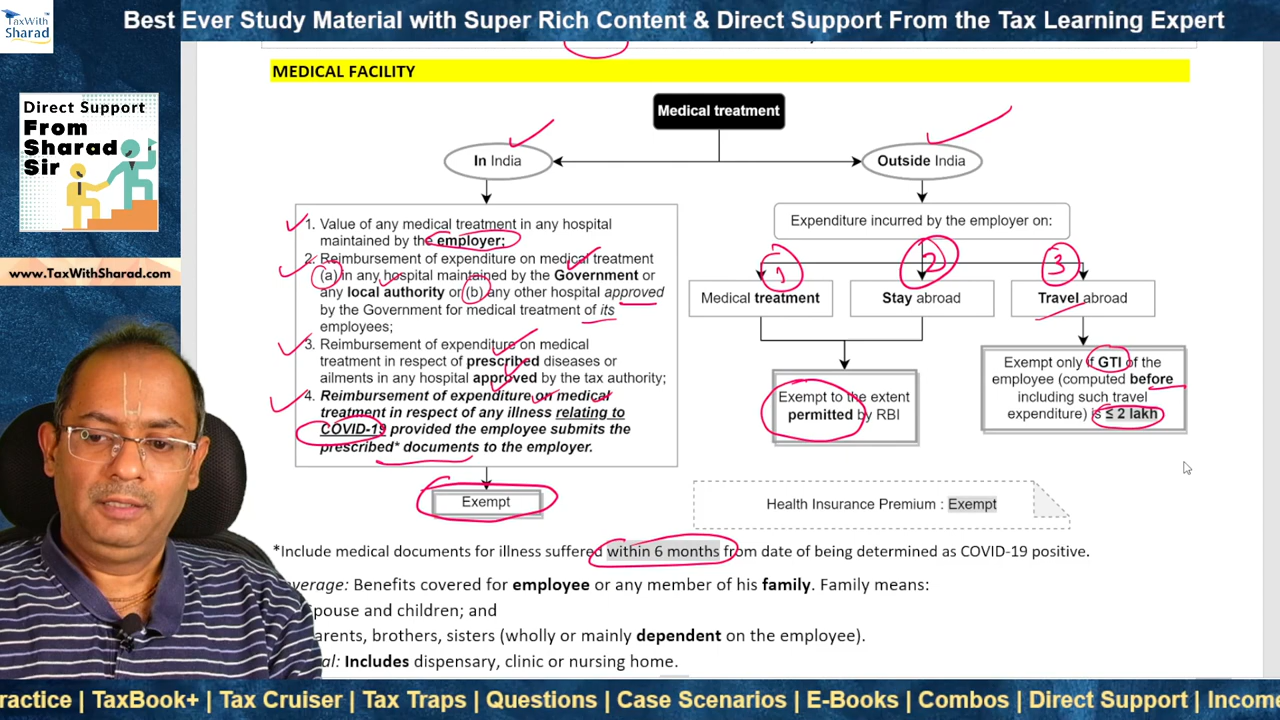 Best Ever Study Material with Super Rich Content & Direct Support From the Tax Learning Expert
TaxWith
Sharad
MEDICAL FACILITY
Direct Support
From
Sharad
Sir
www.TaxWithSharad.com
Medical treatment
In India
Outside India
1. Value of any medical treatment in any hospital
maintained by the employer;
2. Reimbursement of expenditure on medical treatment
(a) in any hospital maintained by the Government or
any local authority or (b) any other hospital approved
by the Government for medical treatment of its
employees;
3. Reimbursement of expenditure on medical
treatment in respect of prescribed diseases or
ailments in any hospital approved by the tax authority;
4. Reimbursement of expenditure on medical
treatment in respect of any illness relating to
COVID-19 provided the employee submits the
prescribed* documents to the employer.
Exempt
Expenditure incurred by the employer on:
1
2
3
Medical treatment
Stay abroad
Travel abroad
Exempt to the extent
permitted by RBI
Exempt only if GTI of the
employee (computed before
including such travel
expenditure) is ≤ 2 lakh
Health Insurance Premium : Exempt
*Include medical documents for illness suffered within 6 months from date of being determined as COVID-19 positive.
Benefits covered for employee or any member of his family. Family means:
pouse and children; and
arents, brothers, sisters (wholly or mainly dependent on the employee).
Includes dispensary, clinic or nursing home.
ractice | TaxBook+ | Tax Cruiser | Tax Traps | Questions | Case Scenarios | E-Books | Combos | Direct Support | Incom